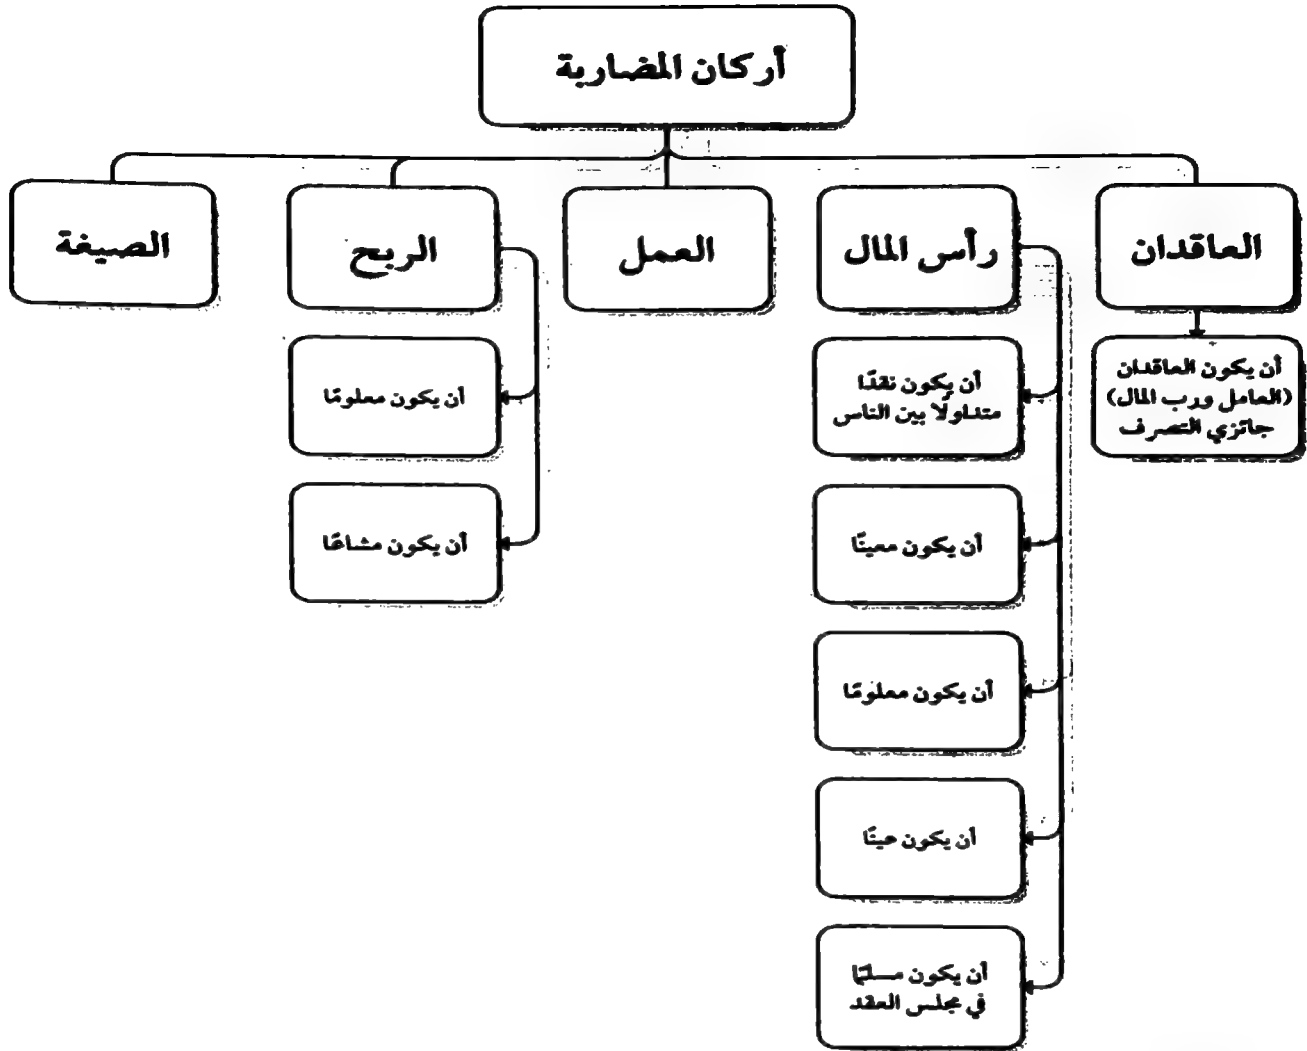 أركان المضاربة
العاقدان
رأس المال
العمل
الربح
الصيغة
أن يكون العاقدان
(العامل ورب المال)
جائزي التصرف
أن يكون نقدًا
متداولًا بين الناس
أن يكون معينًا
أن يكون معلومًا
أن يكون عينًا
أن يكون مسلمًا
في مجلس العقد
أن يكون معلومًا
أن يكون مشاعًا